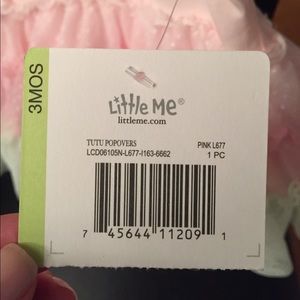 3MOS
Little Me®
littleme.com
TUTU POPOVERS
PINK L677
LCD06105N-L677-I163-6662
1 PC
7 45644 11209 1